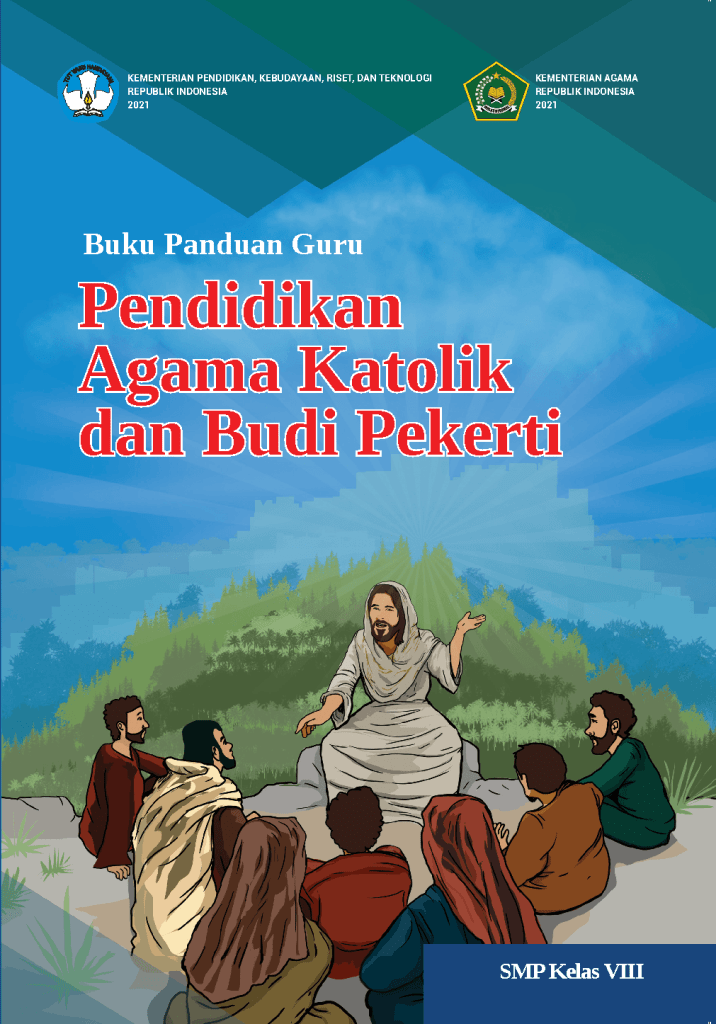 KEMENTERIAN PENDIDIKAN, KEBUDAYAAN, RISET, DAN TEKNOLOGI
REPUBLIK INDONESIA
2021
KEMENTERIAN AGAMA
REPUBLIK INDONESIA
2021
Buku Panduan Guru
Pendidikan
Agama Katolik
dan Budi Pekerti
SMP Kelas VIII